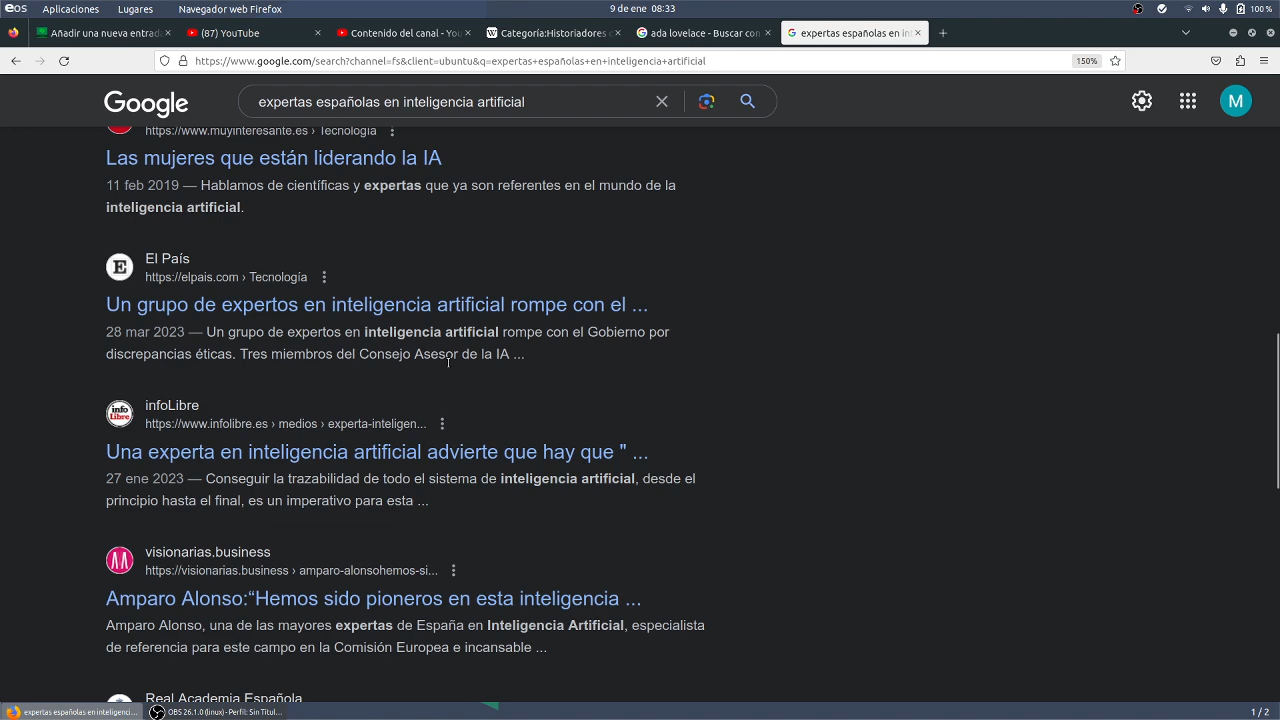 eos Aplicaciones Lugares Navegador web Firefox 9 de ene 08:33 100 %
Añadir una nueva entrad (87) YouTube Contenido del canal - You Categoría:Historiadores ada lovelace - Buscar con expertas españolas en int
https://www.google.com/search?channel=fs&client=ubuntu&q=expertas+españolas+en+inteligencia+artificial 150%
Google expertas españolas en inteligencia artificial M
https://www.muyinteresante.es › Tecnología
Las mujeres que están liderando la IA
11 feb 2019 — Hablamos de científicas y expertas que ya son referentes en el mundo de la
inteligencia artificial.
El País
E https://elpais.com › Tecnología
Un grupo de expertos en inteligencia artificial rompe con el ...
28 mar 2023 — Un grupo de expertos en inteligencia artificial rompe con el Gobierno por
discrepancias éticas. Tres miembros del Consejo Asesor de la IA ...
infoLibre
info Libre https://www.infolibre.es › medios › experta-inteligen...
Una experta en inteligencia artificial advierte que hay que " ...
27 ene 2023 — Conseguir la trazabilidad de todo el sistema de inteligencia artificial, desde el
principio hasta el final, es un imperativo para esta ...
visionarias.business
https://visionarias.business › amparo-alonsohemos-si...
Amparo Alonso:“Hemos sido pioneros en esta inteligencia ...
Amparo Alonso, una de las mayores expertas de España en Inteligencia Artificial, especialista
de referencia para este campo en la Comisión Europea e incansable ...
Real Academia Española
expertas españolas en inteligenci... OBS 26.1.0 (linux) - Perfil: Sin Títul... 1 / 2